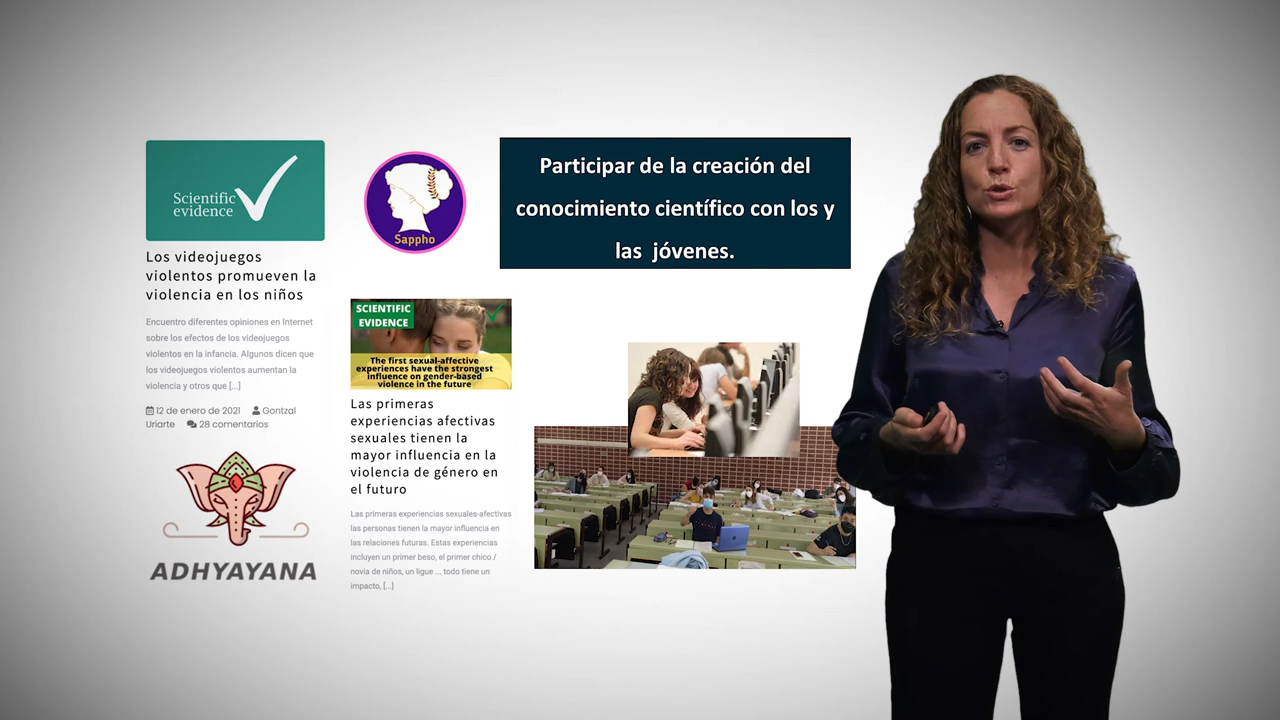 Scientific
evidence
Los videojuegos
violentos promueven la
violencia en los niños
Encuentro diferentes opiniones en Internet
sobre los efectos de los videojuegos
violentos en la infancia. Algunos dicen que
los videojuegos violentos aumentan la
violencia y otros que [...]
12 de enero de 2021 Gontzal
Uriarte 28 comentarios
ADHYAYANA
Sappho
SCIENTIFIC
EVIDENCE
The first sexual-affective
experiences have the strongest
influence on gender-based
violence in the future
Las primeras
experiencias afectivas
sexuales tienen la
mayor influencia en la
violencia de género en
el futuro
Las primeras experiencias sexuales-afectivas
las personas tienen la mayor influencia en
las relaciones futuras. Estas experiencias
incluyen un primer beso, el primer chico /
novia de niños, un ligue ... todo tiene un
impacto, [...]
Participar de la creación del
conocimiento científico con los y
las jóvenes.